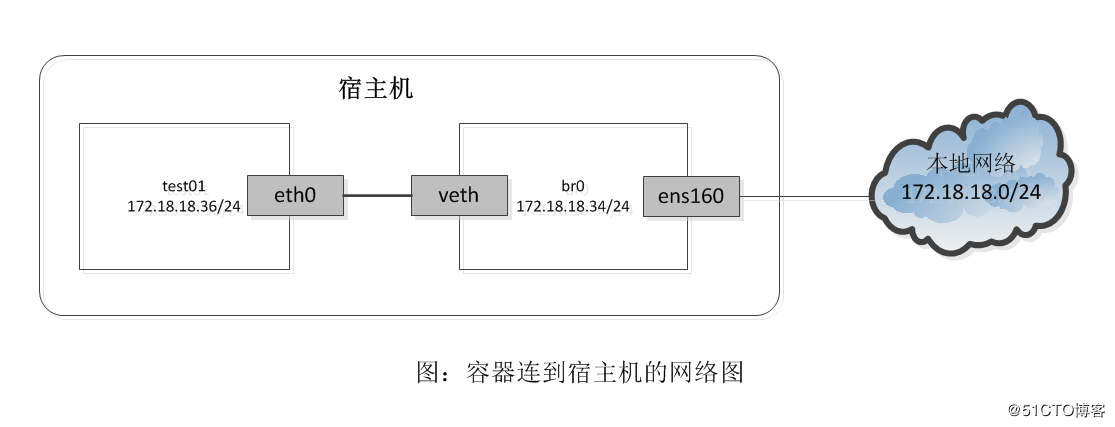 宿主机
test01
172.18.18.36/24
eth0
veth
br0
172.18.18.34/24
ens160
本地网络
172.18.18.0/24
图：容器连到宿主机的网络图
@51CTO博客